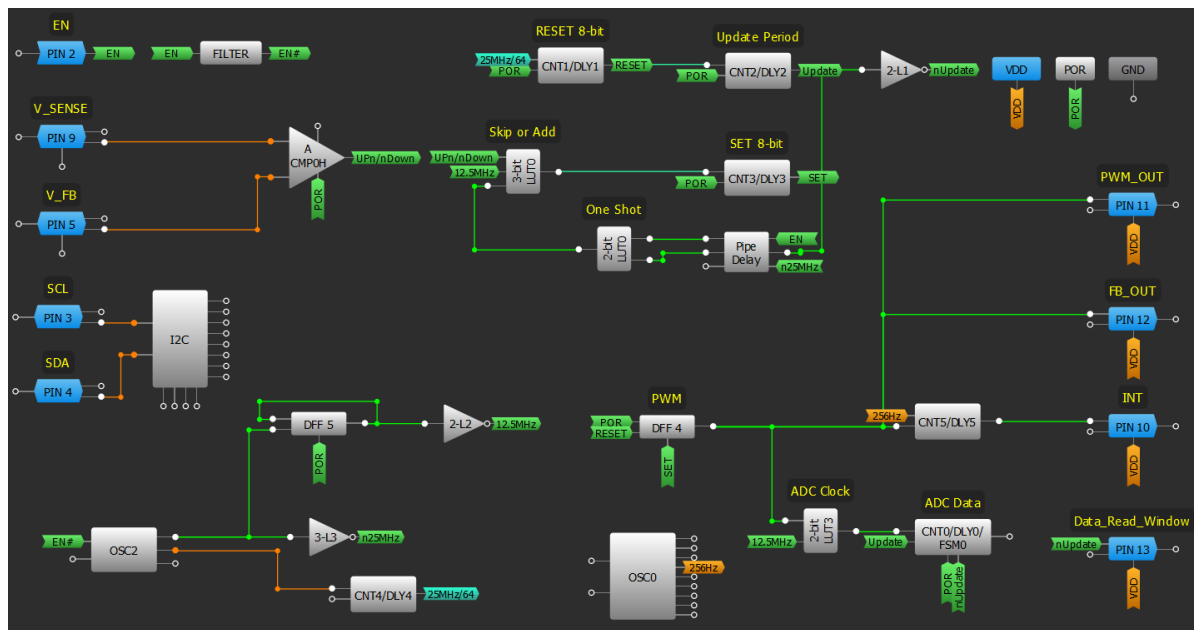 EN
PIN 2
EN
EN
FILTER
EN#
RESET 8-bit
25MHz/64
POR
CNT1/DLY1
RESET
Update Period
POR
CNT2/DLY2
Update
2-L1
nUpdate
VDD
VDD
POR
POR
GND
V_SENSE
PIN 9
A
CMP0H
POR
UPn/nDown
V_FB
PIN 5
Skip or Add
UPn/nDown
12.5MHz
3-bit
LUT0
SET 8-bit
POR
CNT3/DLY3
SET
One Shot
2-bit
LUT0
Pipe
Delay
EN
n25MHz
PWM_OUT
PIN 11
VDD
FB_OUT
PIN 12
VDD
SCL
PIN 3
I2C
SDA
PIN 4
DFF 5
POR
2-L2
12.5MHz
PWM
POR
RESET
DFF 4
SET
256Hz
CNT5/DLY5
INT
PIN 10
VDD
EN#
OSC2
3-L3
n25MHz
CNT4/DLY4
25MHz/64
OSC0
256Hz
ADC Clock
12.5MHz
2-bit
LUT3
ADC Data
Update
CNT0/DLY0/
FSM0
POR
nUpdate
Data_Read_Window
nUpdate
PIN 13
VDD